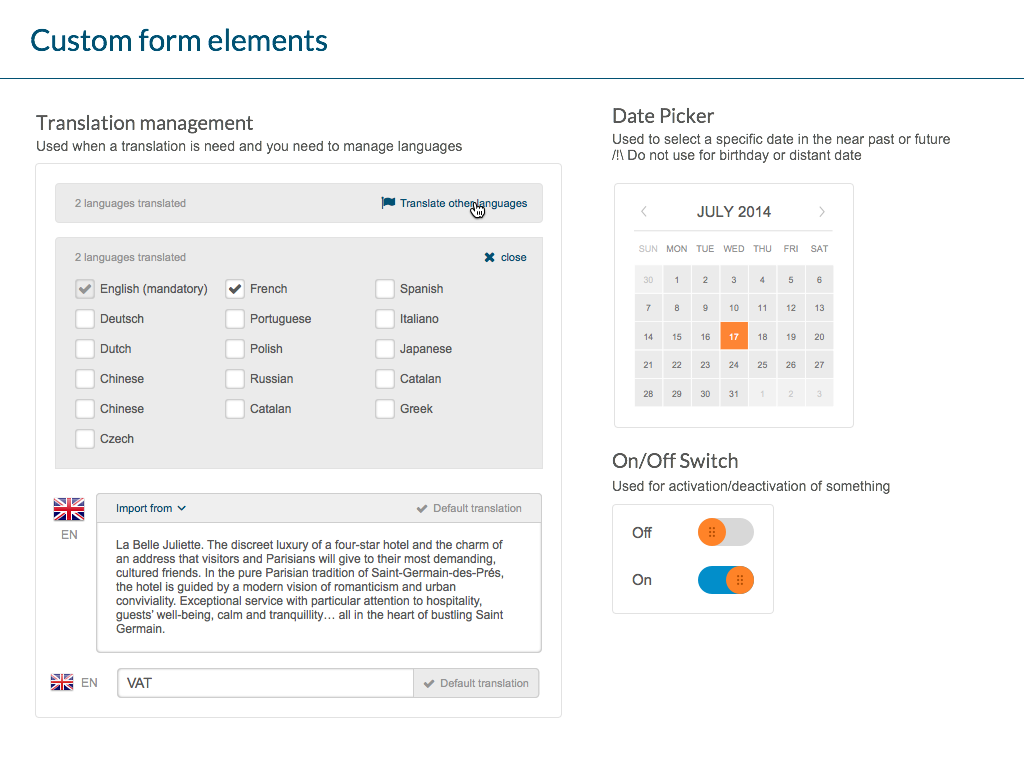 Custom form elements
Translation management
Used when a translation is need and you need to manage languages
2 languages translated
Translate other languages
2 languages translated
close
English (mandatory)
French
Spanish
Deutsch
Portuguese
Italiano
Dutch
Polish
Japanese
Chinese
Russian
Catalan
Chinese
Catalan
Greek
Czech
EN
Import from
Default translation
La Belle Juliette. The discreet luxury of a four-star hotel and the charm of
an address that visitors and Parisians will give to their most demanding,
cultured friends. In the pure Parisian tradition of Saint-Germain-des-Prés,
the hotel is guided by a modern vision of romanticism and urban
conviviality. Exceptional service with particular attention to hospitality,
guests' well-being, calm and tranquillity… all in the heart of bustling Saint
Germain.
EN
VAT
Default translation
Date Picker
Used to select a specific date in the near past or future
/!\ Do not use for birthday or distant date
JULY 2014
SUN MON TUE WED THU FRI SAT
30 1 2 3 4 5 6
7 8 9 10 11 12 13
14 15 16 17 18 19 20
21 22 23 24 25 26 27
28 29 30 31 1 2 3
On/Off Switch
Used for activation/deactivation of something
Off
On